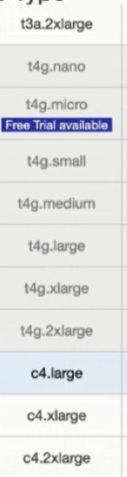 t3a.2xlarge
t4g.nano
t4g.micro
Free Trial available
t4g.small
t4g.medium
t4g.large
t4g.xlarge
t4g.2xlarge
c4.large
c4.xlarge
c4.2xlarge